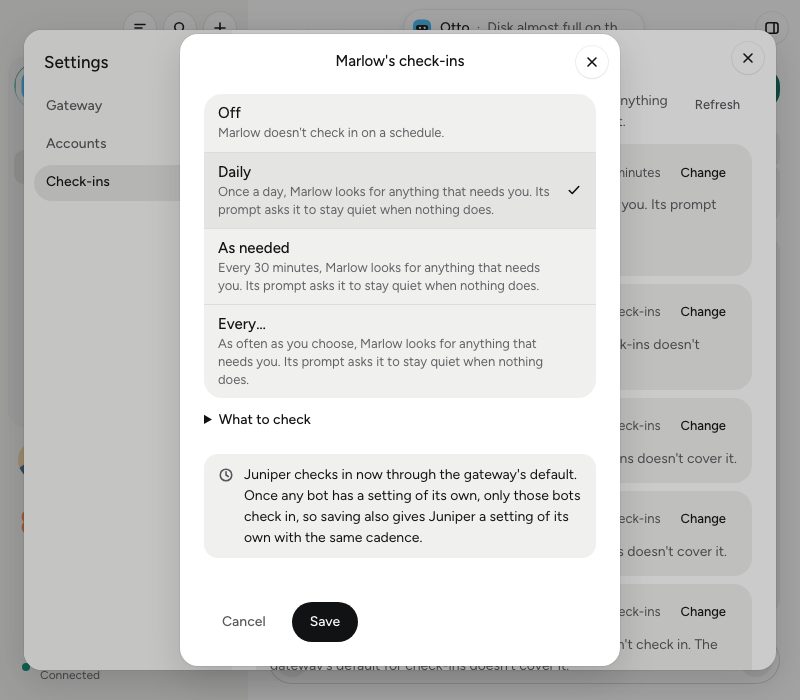 Otto · Disk almost full on th
Settings
Gateway
Accounts
Check-ins
Connected
Marlow's check-ins
Off
Marlow doesn't check in on a schedule.
Daily
Once a day, Marlow looks for anything that needs you. Its
prompt asks it to stay quiet when nothing does.
As needed
Every 30 minutes, Marlow looks for anything that needs
you. Its prompt asks it to stay quiet when nothing does.
Every...
As often as you choose, Marlow looks for anything that
needs you. Its prompt asks it to stay quiet when nothing
does.
What to check
Juniper checks in now through the gateway's default.
Once any bot has a setting of its own, only those bots
check in, so saving also gives Juniper a setting of its
own with the same cadence.
Cancel
Save
nything
Refresh
t.
minutes
Change
you. Its prompt
eck-ins
Change
k-ins doesn't
eck-ins
Change
ns doesn't cover it.
eck-ins
Change
s doesn't cover it.
eck-ins
Change
n't check in. The
gateway's default for check-ins doesn't cover it.